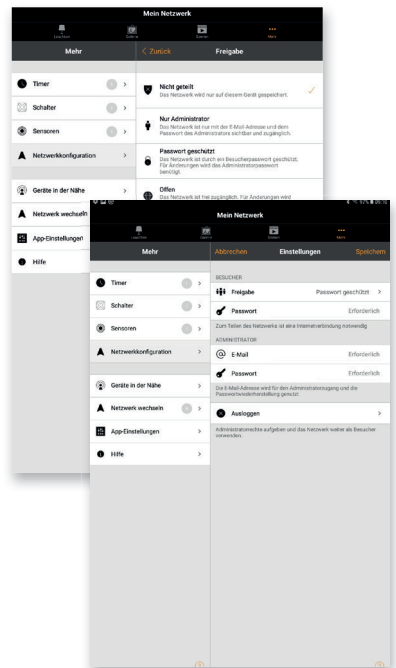 Mein Netzwerk
Mehr
Mehr
Zurück
Freigabe
Timer
Schalter
Sensoren
Netzwerkkonfiguration
Geräte in der Nähe
Netzwerk wechseln
App-Einstellungen
Hilfe
Nicht geteilt
Das Netzwerk wird nur auf diesem Gerät gespeichert.
Nur Administrator
Das Netzwerk ist nur mit der E-Mail-Adresse und dem
Passwort des Administrators sichtbar und zugänglich.
Passwort geschützt
Das Netzwerk ist durch ein Besucherpasswort geschützt.
Für Änderungen wird das Administratorpasswort
benötigt.
Offen
Das Netzwerk ist frei zugänglich. Für Änderungen wird
Mein Netzwerk
Mehr
Mehr
Abbrechen
Einstellungen
Speichern
Timer
Schalter
Sensoren
Netzwerkkonfiguration
Geräte in der Nähe
Netzwerk wechseln
App-Einstellungen
Hilfe
BESUCHER
Freigabe Passwort geschützt
Passwort Erforderlich
Zum Teilen des Netzwerks ist eine Internetverbindung notwendig
ADMINISTRATOR
E-Mail Erforderlich
Passwort Erforderlich
Die E-Mail-Adresse wird für den Administratorzugang und die
Passwortwiederherstellung genutzt
Ausloggen
Administratorrechte aufgeben und das Netzwerk weiter als Besucher
verwenden.